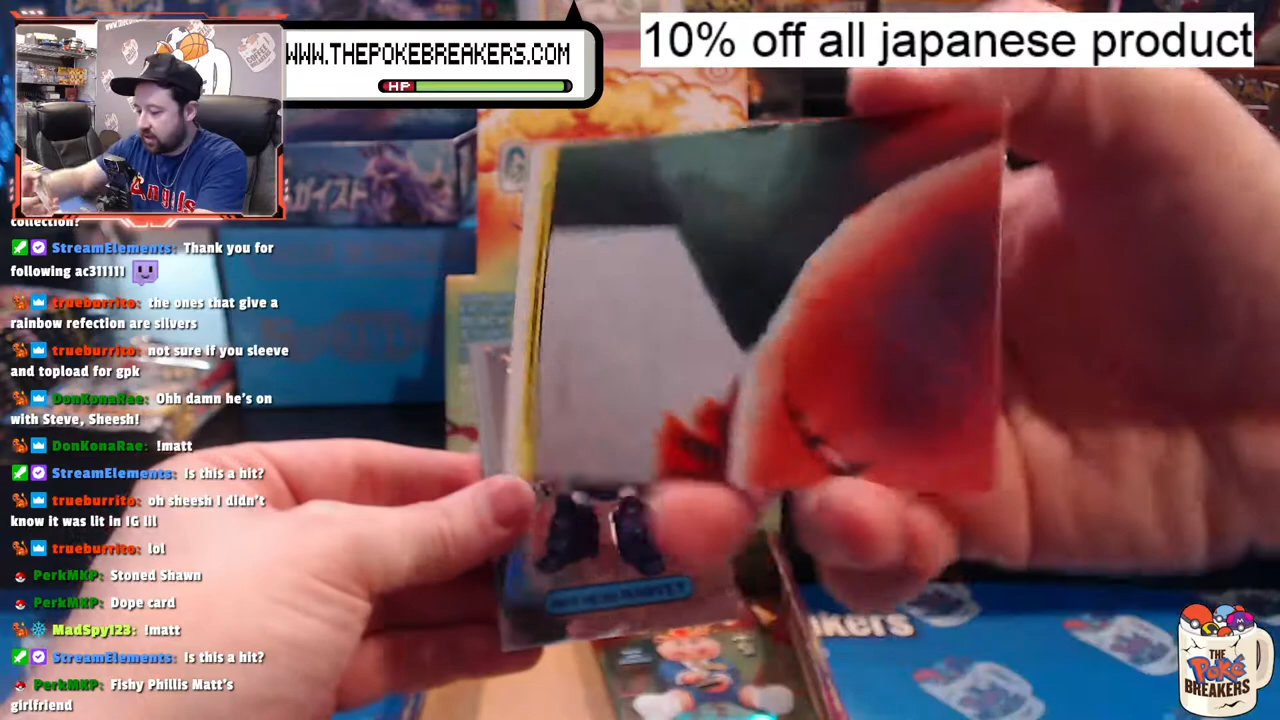 WWW.THEPOKEBREAKERS.COM
HP
10% off all japanese product
Angels
ガイスト
collection?
StreamElements: Thank you for
following ac311111
trueburrito: the ones that give a
rainbow refection are silvers
trueburrito: not sure if you sleeve
and topload for gpk
DonKonaRae: Ohh damn he's on
with Steve, Sheesh!
DonKonaRae: !matt
StreamElements: Is this a hit?
trueburrito: oh sheesh I didn't
know it was lit in IG lil
trueburrito: lol
PerkMKP: Stoned Shawn
PerkMKP: Dope card
MadSpy123: !matt
StreamElements: Is this a hit?
PerkMKP: Fishy Phillis Matt's
girlfriend
THE
Poké
BREAKERS